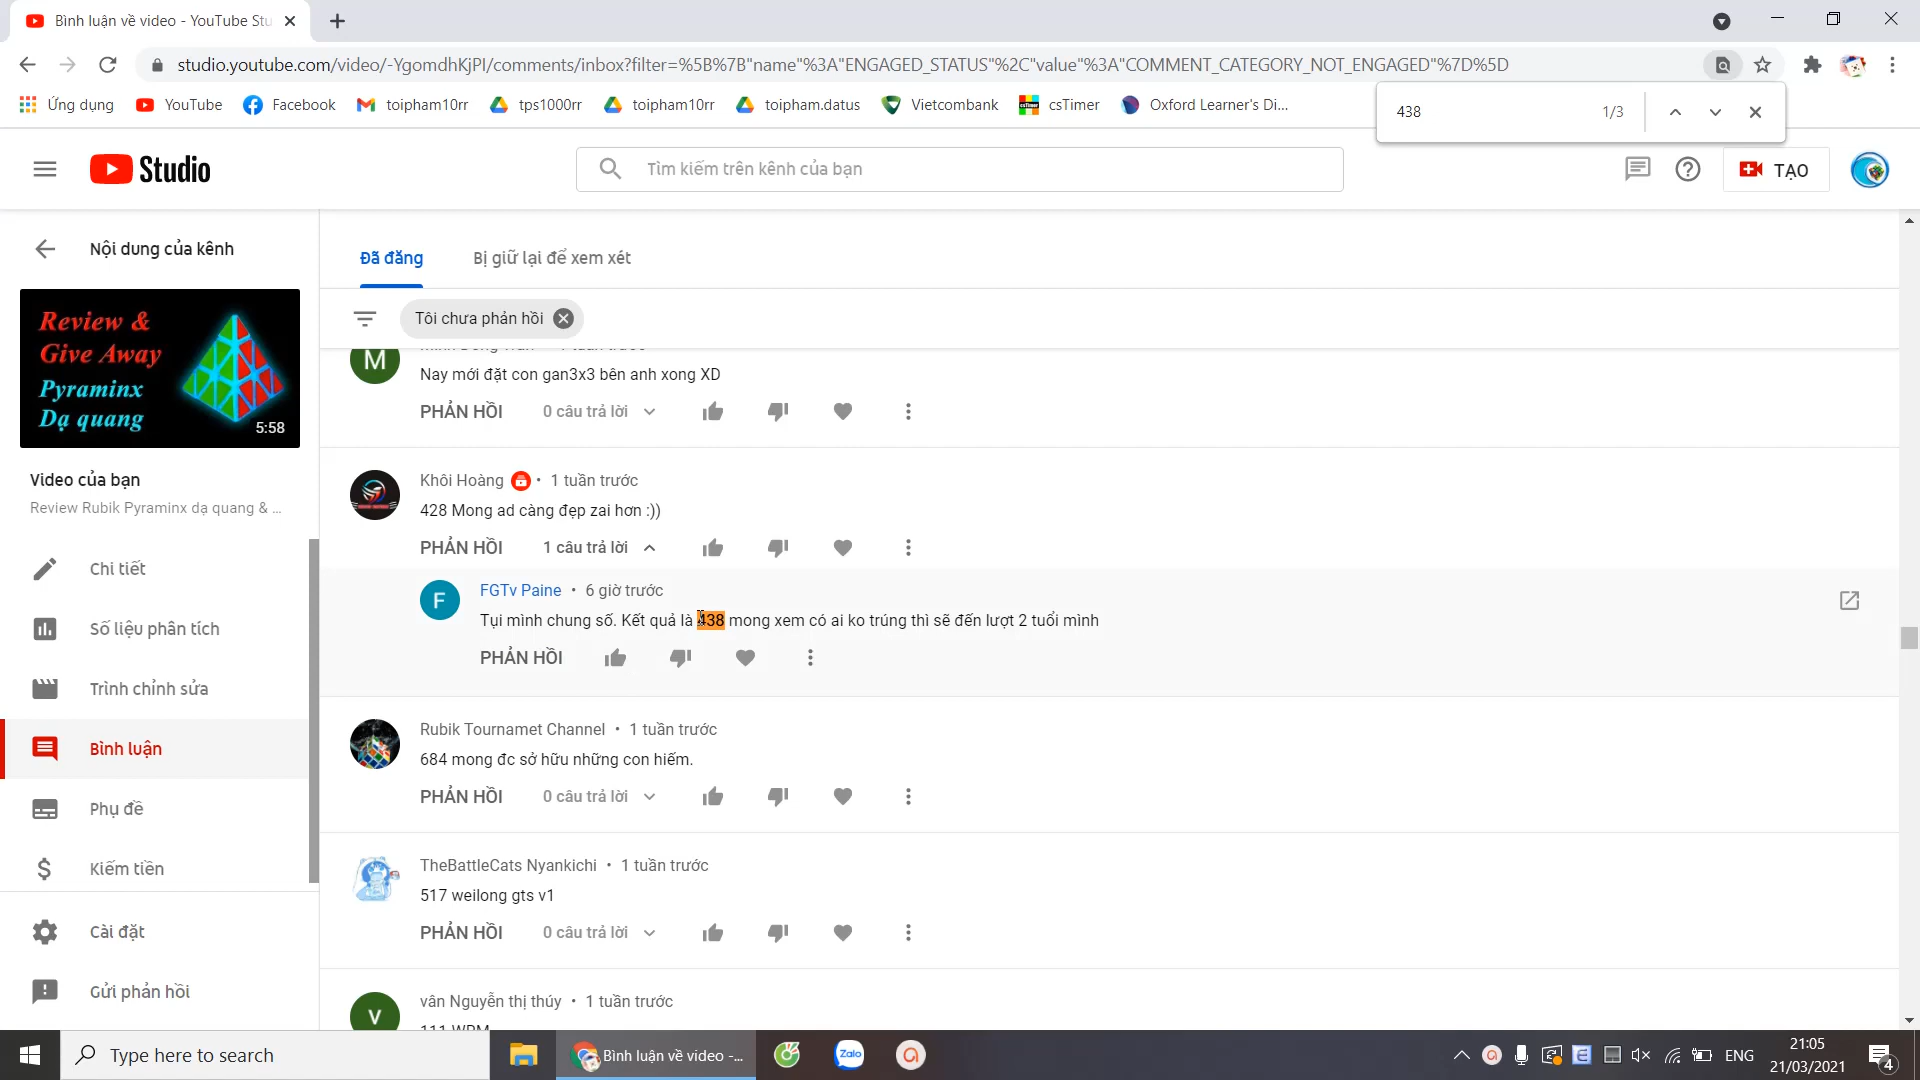 Bình luận về video - YouTube Stu
studio.youtube.com/video/-YgomdhKjPI/comments/inbox?filter=%5B%7B"name"%3A"ENGAGED_STATUS"%2C"value"%3A"COMMENT_CATEGORY_NOT_ENGAGED"%7D%5D
Ứng dụng YouTube Facebook toipham10rr tps1000rr toipham10rr toipham.datus Vietcombank csTimer Oxford Learner's Di...
438 1/3
Studio
Tìm kiếm trên kênh của bạn
TẠO
Nội dung của kênh
Review &
Give Away
Pyraminx
Dạ quang
5:58
Video của bạn
Review Rubik Pyraminx dạ quang & ...
Chi tiết
Số liệu phân tích
Trình chỉnh sửa
Bình luận
Phụ đề
Kiếm tiền
Cài đặt
Gửi phản hồi
Đã đăng Bị giữ lại để xem xét
Tôi chưa phản hồi
M
Nay mới đặt con gan3x3 bên anh xong XD
PHẢN HỒI 0 câu trả lời
Khôi Hoàng • 1 tuần trước
428 Mong ad càng đẹp zai hơn :))
PHẢN HỒI 1 câu trả lời
F
FGTv Paine • 6 giờ trước
Tụi mình chung số. Kết quả là 438 mong xem có ai ko trúng thì sẽ đến lượt 2 tuổi mình
PHẢN HỒI
Rubik Tournamet Channel • 1 tuần trước
684 mong đc sở hữu những con hiếm.
PHẢN HỒI 0 câu trả lời
TheBattleCats Nyankichi • 1 tuần trước
517 weilong gts v1
PHẢN HỒI 0 câu trả lời
V
vân Nguyễn thị thúy • 1 tuần trước
111 WRM
Type here to search
Bình luận về video -...
Zalo
ENG
21:05
21/03/2021
4